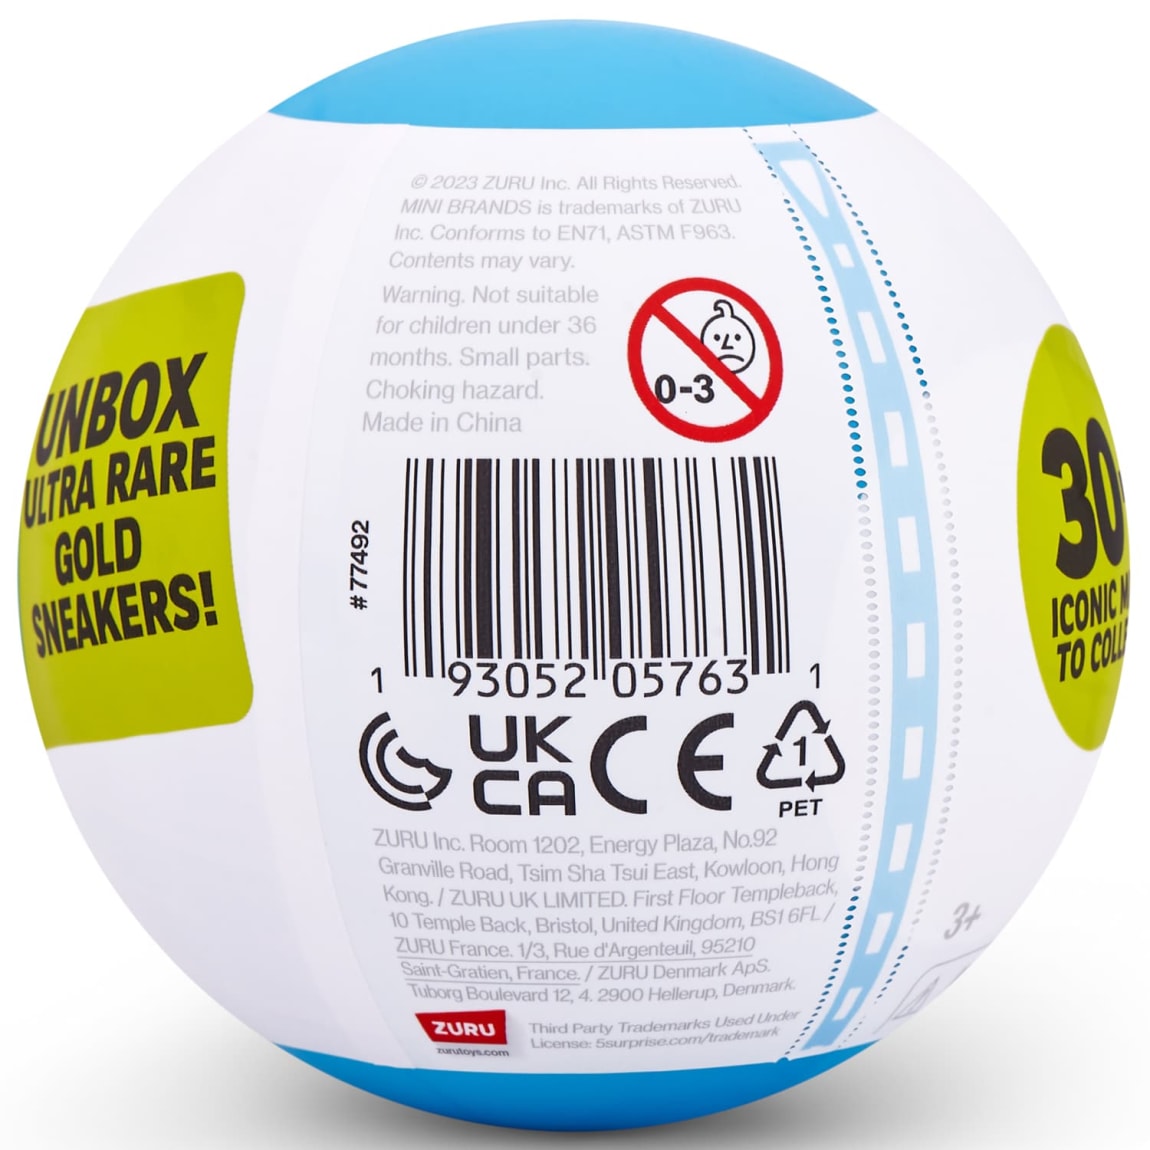 © 2023 ZURU Inc. All Rights Reserved.
MINI BRANDS is trademarks of ZURU
Inc. Conforms to EN71, ASTM F963.
Contents may vary.
Warning. Not suitable
for children under 36
months. Small parts.
Choking hazard.
Made in China
0-3
UNBOX
ULTRA RARE
GOLD
SNEAKERS!
30+
ICONIC
TO
# 77492
1 93052 05763 1
UK
CA
CE
1
PET
ZURU Inc. Room 1202, Energy Plaza, No.92
Granville Road, Tsim Sha Tsui East, Kowloon, Hong
Kong. / ZURU UK LIMITED. First Floor Templeback,
10 Temple Back, Bristol, United Kingdom, BS1 6FL /
ZURU France. 1/3, Rue d'Argenteuil, 95210
Saint-Gratien, France. / ZURU Denmark ApS.
Tuborg Boulevard 12, 4. 2900 Hellerup, Denmark.
3+
ZURU
zurutoys.com
Third Party Trademarks Used Under
License: 5surprise.com/trademark